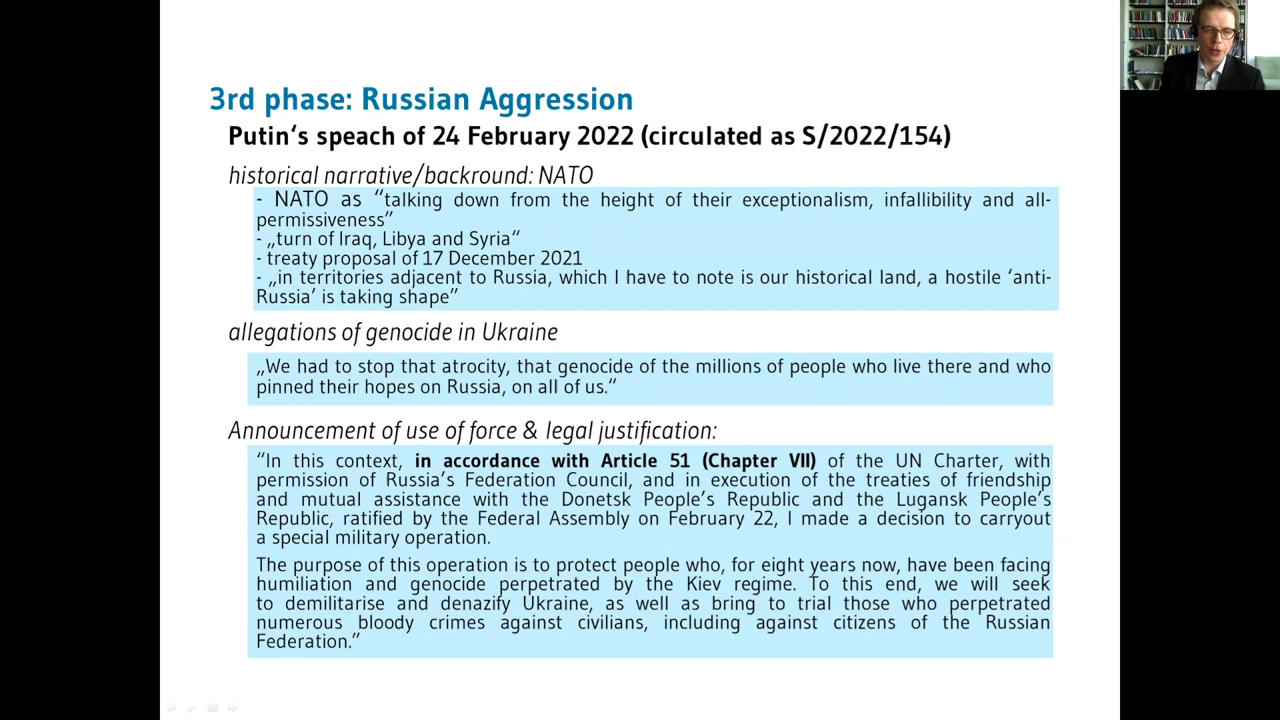 3rd phase: Russian Aggression
Putin‘s speach of 24 February 2022 (circulated as S/2022/154)
historical narrative/backround: NATO
- NATO as “talking down from the height of their exceptionalism, infallibility and all-
permissiveness”
- „turn of Iraq, Libya and Syria“
- treaty proposal of 17 December 2021
- „in territories adjacent to Russia, which I have to note is our historical land, a hostile ‘anti-
Russia’ is taking shape”
allegations of genocide in Ukraine
„We had to stop that atrocity, that genocide of the millions of people who live there and who
pinned their hopes on Russia, on all of us.“
Announcement of use of force & legal justification:
“In this context, in accordance with Article 51 (Chapter VII) of the UN Charter, with
permission of Russia’s Federation Council, and in execution of the treaties of friendship
and mutual assistance with the Donetsk People’s Republic and the Lugansk People’s
Republic, ratified by the Federal Assembly on February 22, I made a decision to carryout
a special military operation.
The purpose of this operation is to protect people who, for eight years now, have been facing
humiliation and genocide perpetrated by the Kiev regime. To this end, we will seek
to demilitarise and denazify Ukraine, as well as bring to trial those who perpetrated
numerous bloody crimes against civilians, including against citizens of the Russian
Federation.”